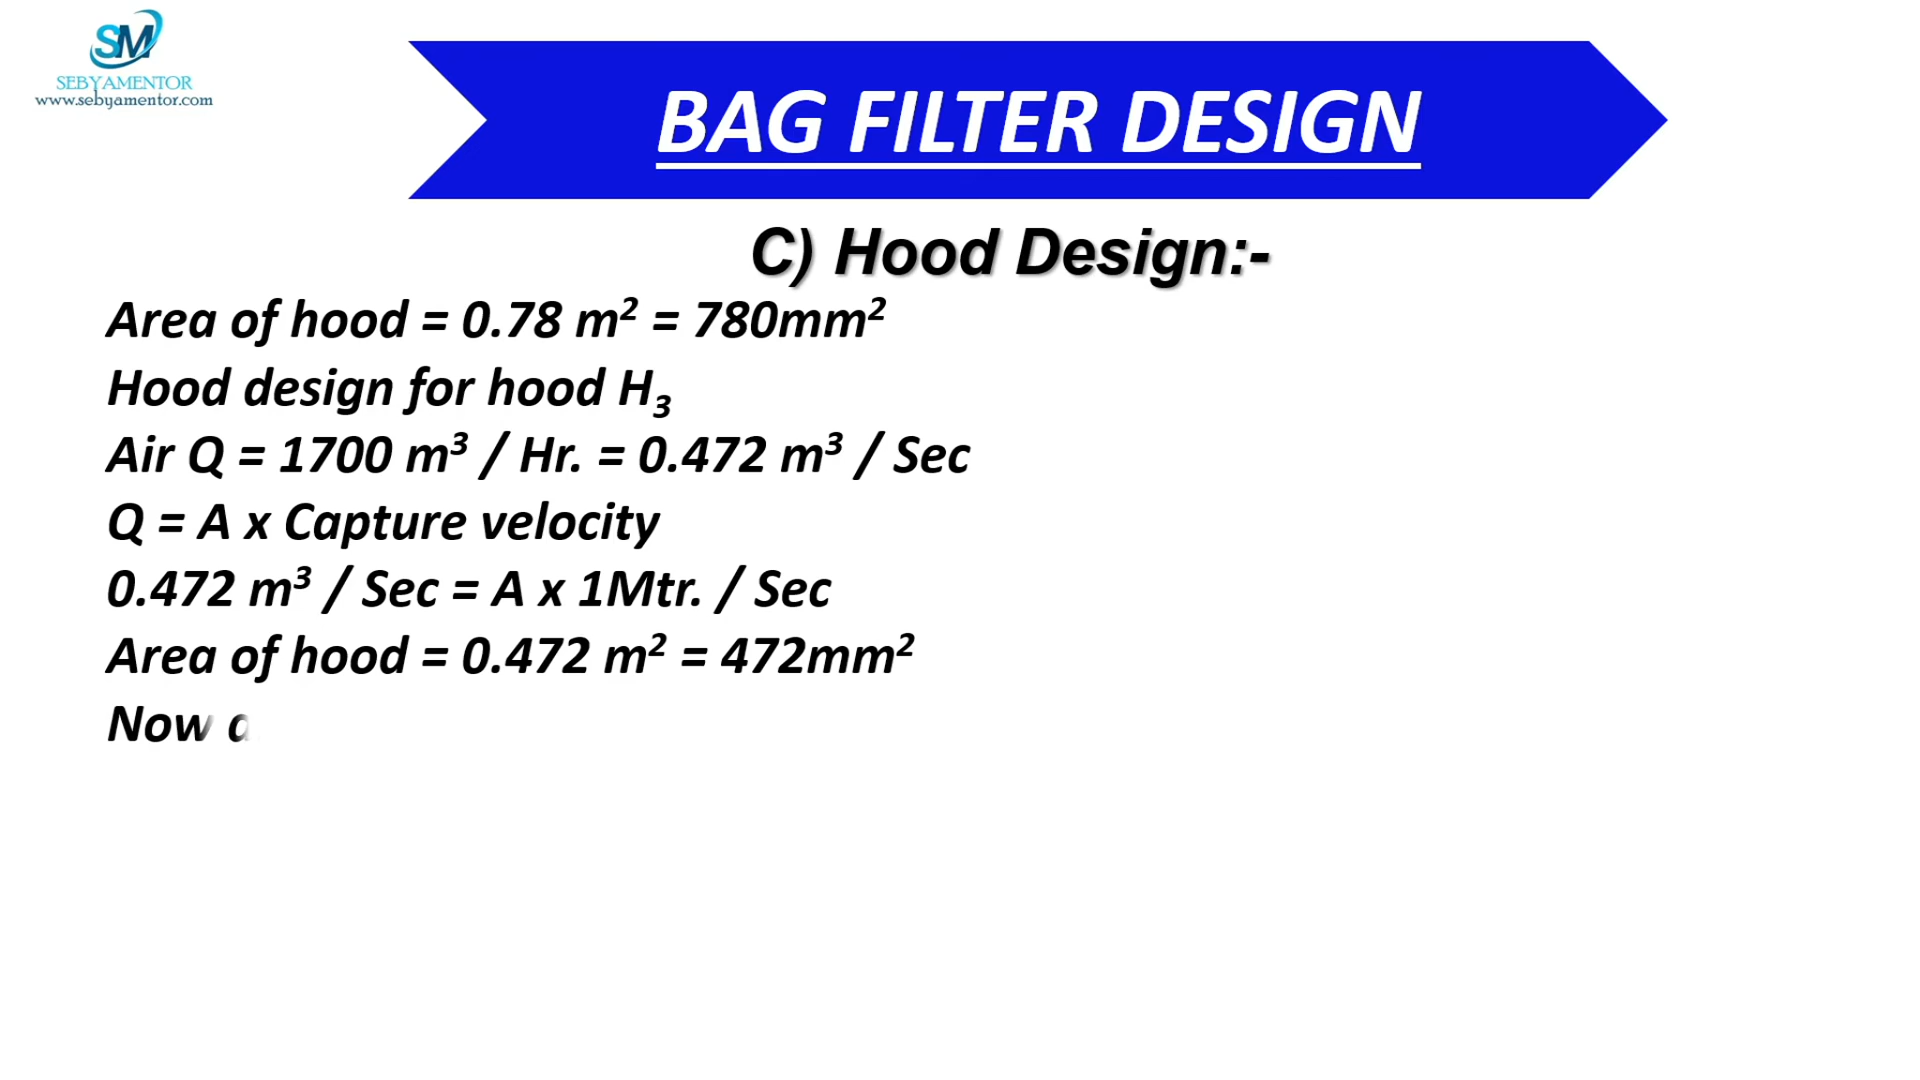 SM
SEBYAMENTOR
www.sebyamentor.com
BAG FILTER DESIGN
C) Hood Design:-
Area of hood = 0.78 m² = 780mm²
Hood design for hood H₃
Air Q = 1700 m³ / Hr. = 0.472 m³ / Sec
Q = A x Capture velocity
0.472 m³ / Sec = A x 1Mtr. / Sec
Area of hood = 0.472 m² = 472mm²
Now